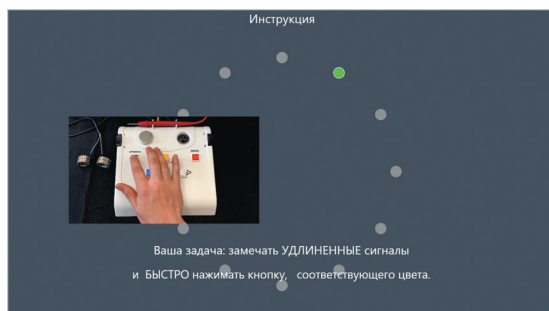 Инструкция
Ваша задача: замечать УДЛИНЕННЫЕ сигналы
и БЫСТРО нажимать кнопку, соответствующего цвета.